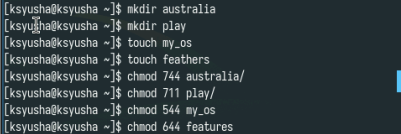 [ksyusha@ksyusha ~]$ mkdir australia
[ksyusha@ksyusha ~]$ mkdir play
[ksyusha@ksyusha ~]$ touch my_os
[ksyusha@ksyusha ~]$ touch feathers
[ksyusha@ksyusha ~]$ chmod 744 australia/
[ksyusha@ksyusha ~]$ chmod 711 play/
[ksyusha@ksyusha ~]$ chmod 544 my_os
[ksyusha@ksyusha ~]$ chmod 644 features